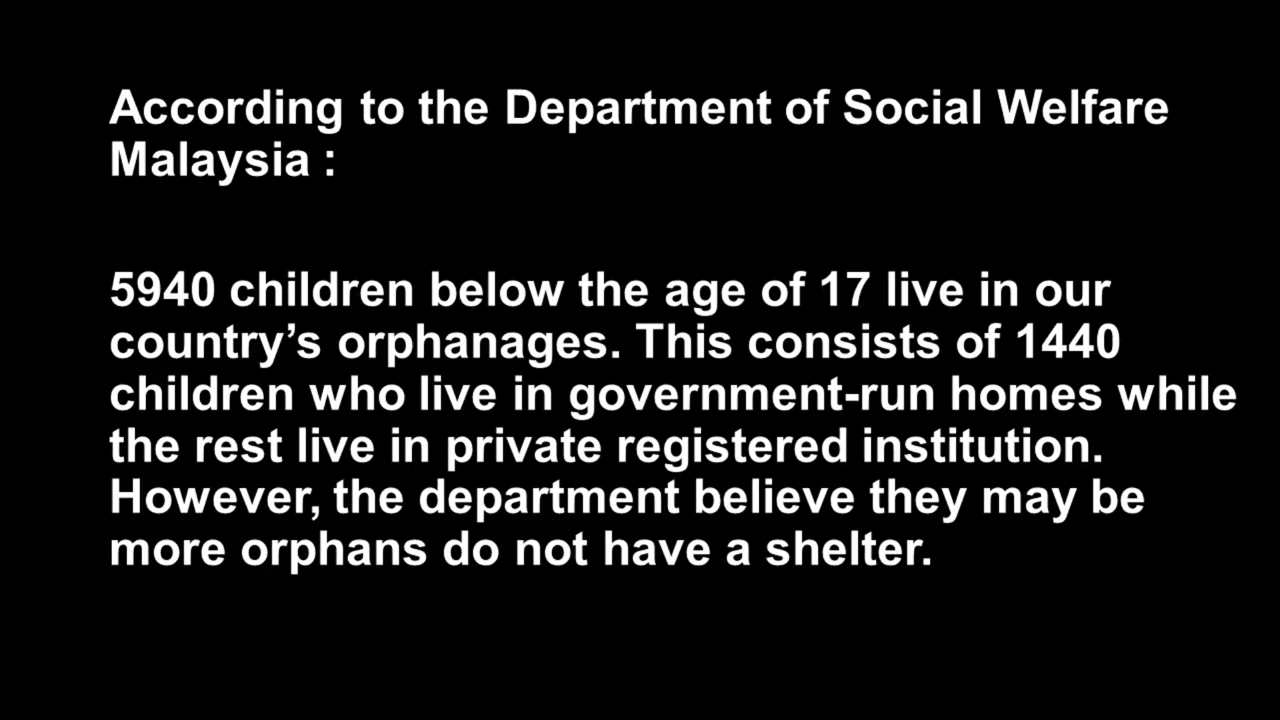 According to the Department of Social Welfare
Malaysia :
5940 children below the age of 17 live in our
country’s orphanages. This consists of 1440
children who live in government-run homes while
the rest live in private registered institution.
However, the department believe they may be
more orphans do not have a shelter.